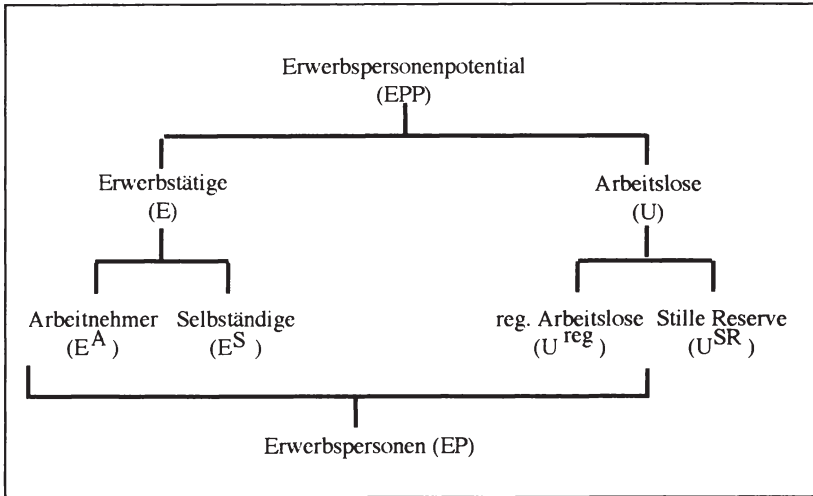 Erwerbspersonenpotential
(EPP)
Erwerbstätige
(E)
Arbeitslose
(U)
Arbeitnehmer
(E^A)
Selbständige
(E^S)
reg. Arbeitslose
(U^reg)
Stille Reserve
(U^SR)
Erwerbspersonen (EP)